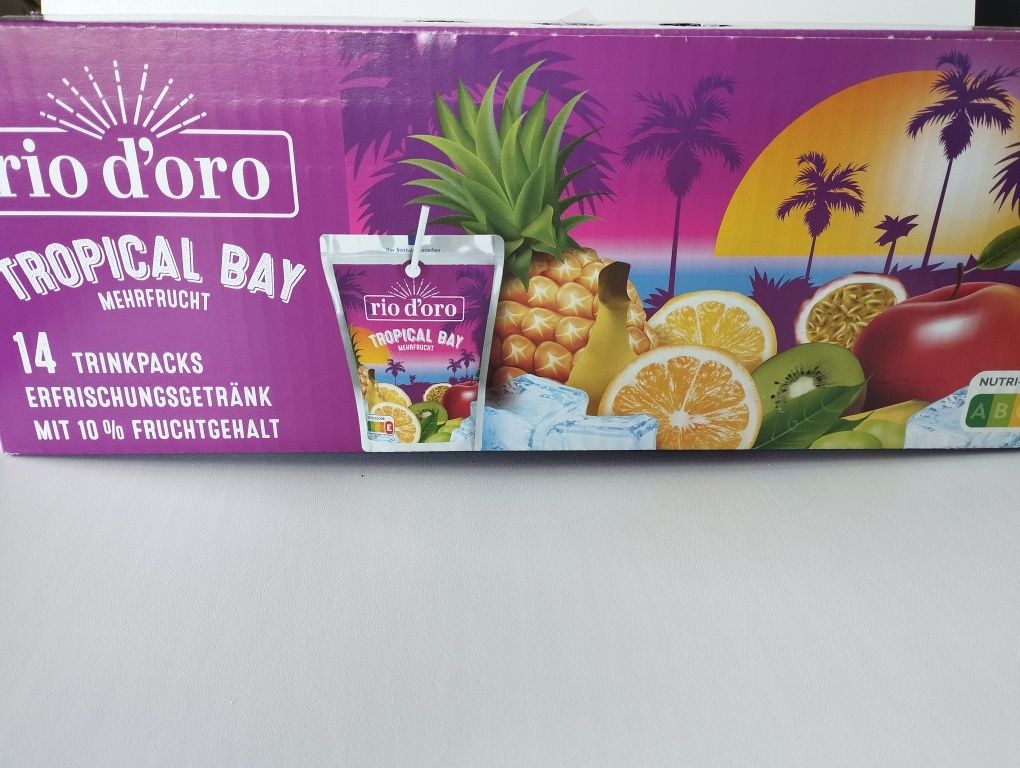 rio d'oro
TROPICAL BAY
MEHRFRUCHT
14 TRINKPACKS
ERFRISCHUNGSGETRÄNK
MIT 10% FRUCHTGEHALT
rio d'oro
TROPICAL BAY
MEHRFRUCHT
E
NUTRI-
A B